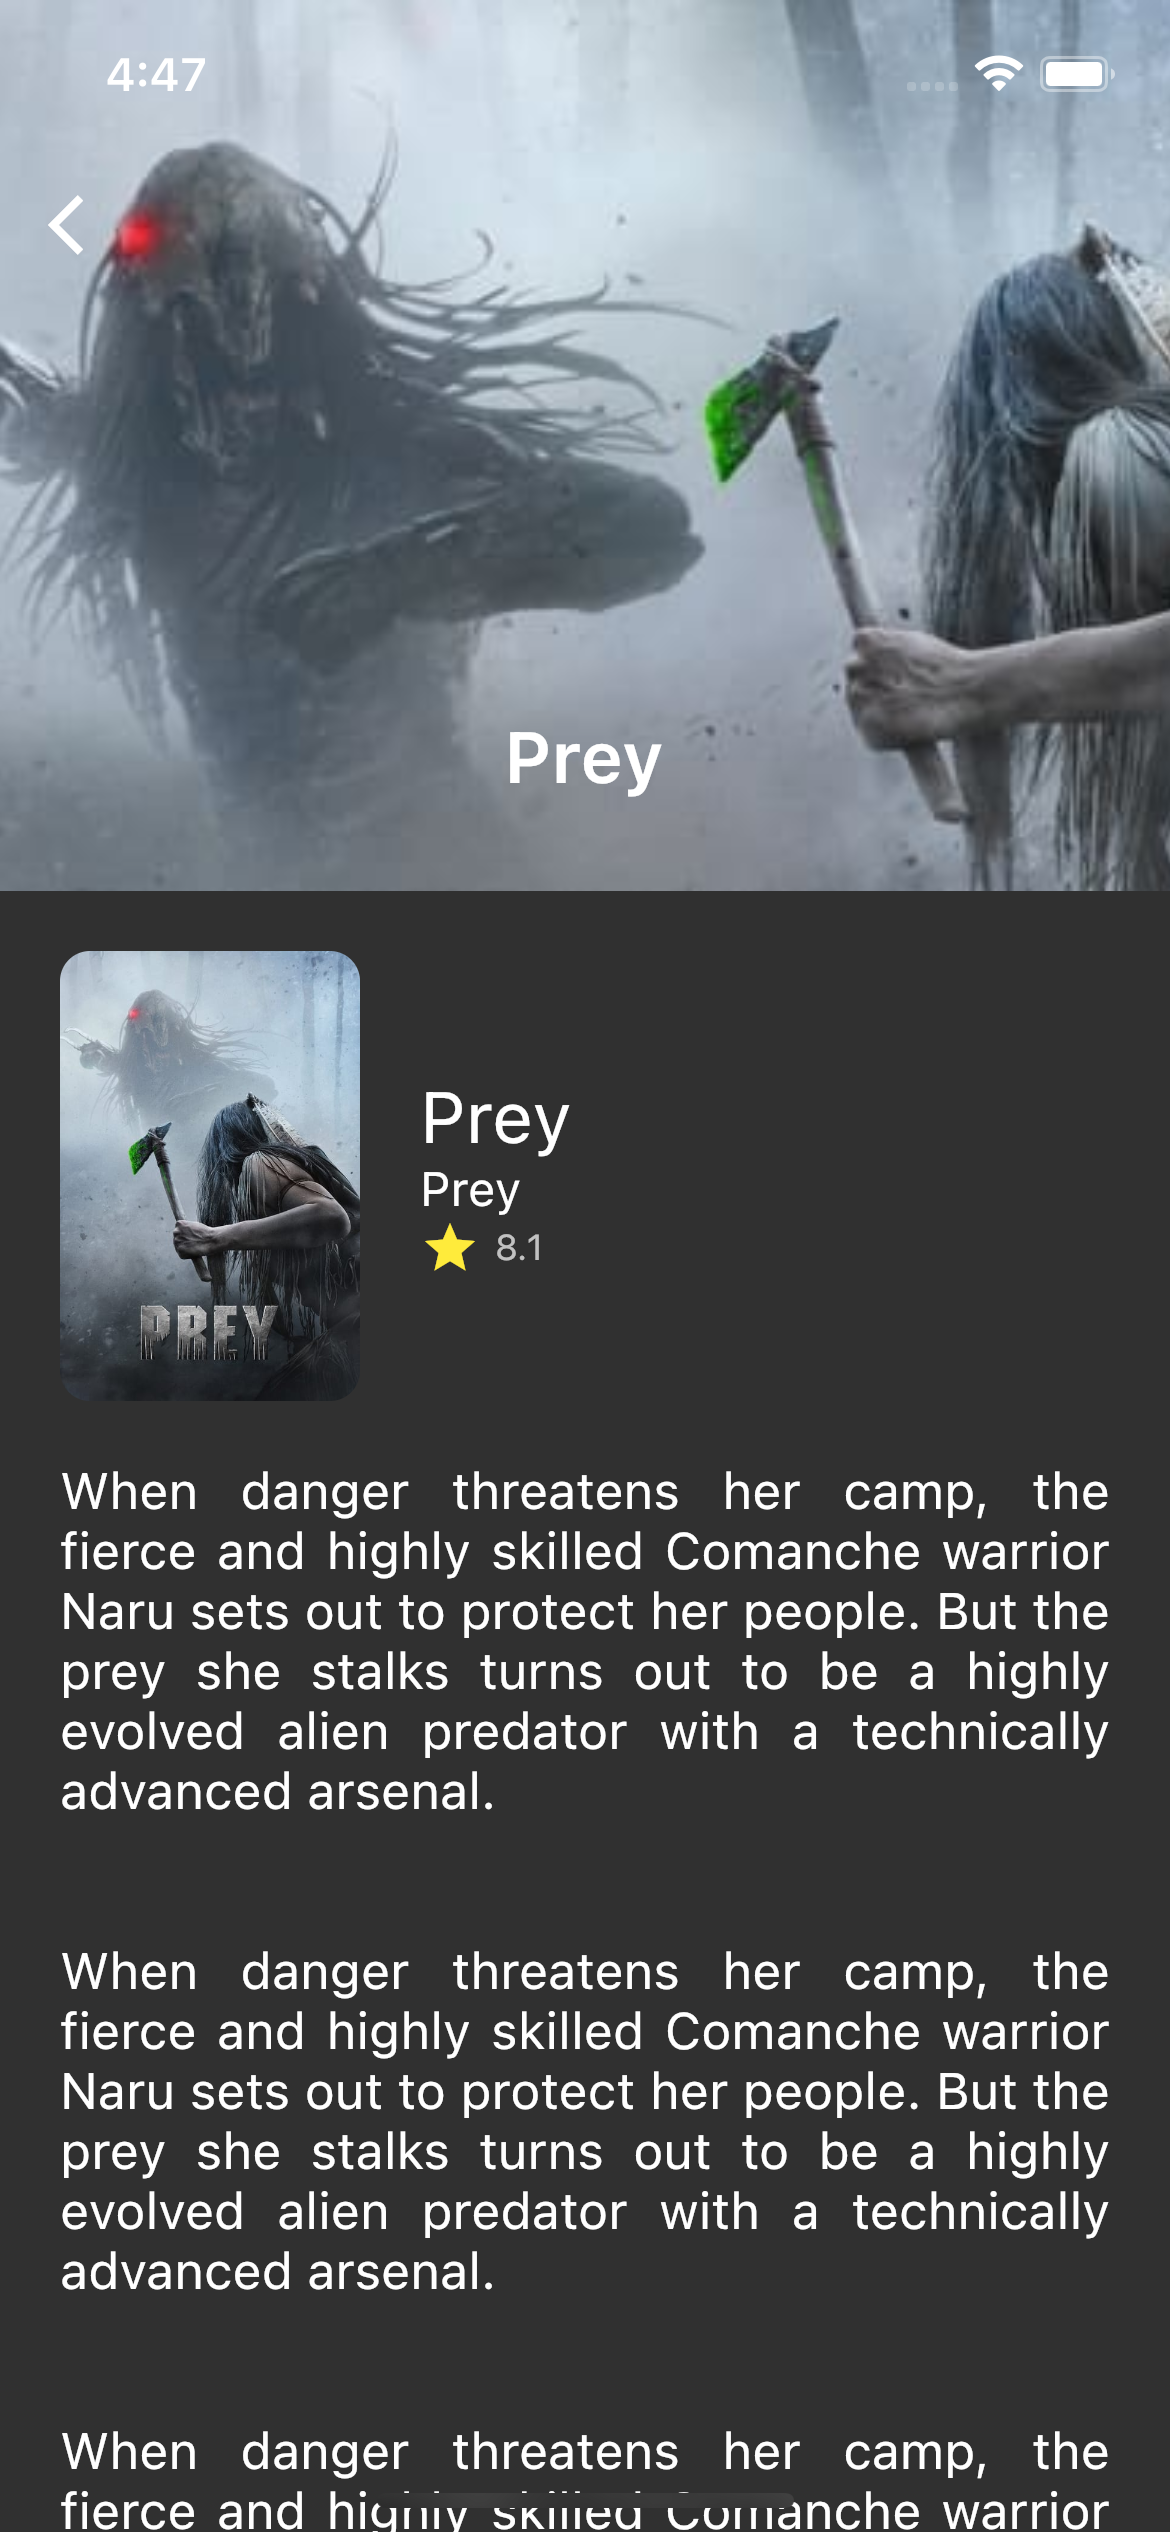 4:47
Prey
PREY
Prey
Prey
8.1
When danger threatens her camp, the
fierce and highly skilled Comanche warrior
Naru sets out to protect her people. But the
prey she stalks turns out to be a highly
evolved alien predator with a technically
advanced arsenal.
When danger threatens her camp, the
fierce and highly skilled Comanche warrior
Naru sets out to protect her people. But the
prey she stalks turns out to be a highly
evolved alien predator with a technically
advanced arsenal.
When danger threatens her camp, the
fierce and highly skilled Comanche warrior